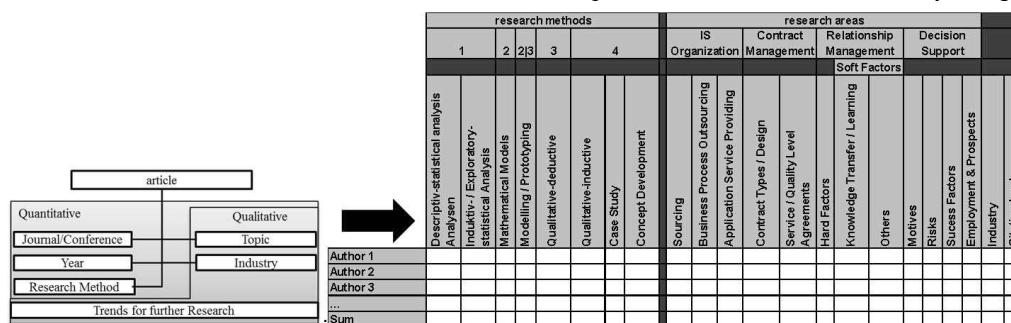 research methods
research areas
1
2
2|3
3
4
IS Organization
Contract Management
Relationship Management
Decision Support
Soft Factors
Descriptiv-statistical analysis Analysen
Induktiv- / Exploratory-statistical Analysis
Mathematical Models
Modelling / Prototyping
Qualitative-deductive
Qualitative-inductive
Case Study
Concept Development
Sourcing
Business Process Outsourcing
Application Service Providing
Contract Types / Design
Service / Quality Level Agreements
Hard Factors
Knowledge Transfer / Learning
Others
Motives
Risks
Sucess Factors
Employment & Prospects
Industry
article
Quantitative
Qualitative
Journal/Conference
Topic
Year
Industry
Research Method
Trends for further Research
Author 1
Author 2
Author 3
...
Sum